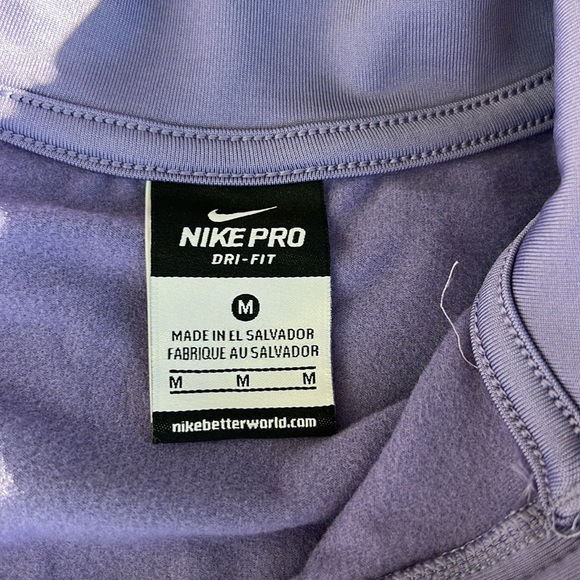 NIKE PRO
DRI-FIT
M
MADE IN EL SALVADOR
FABRIQUE AU SALVADOR
M M M
nikebetterworld.com